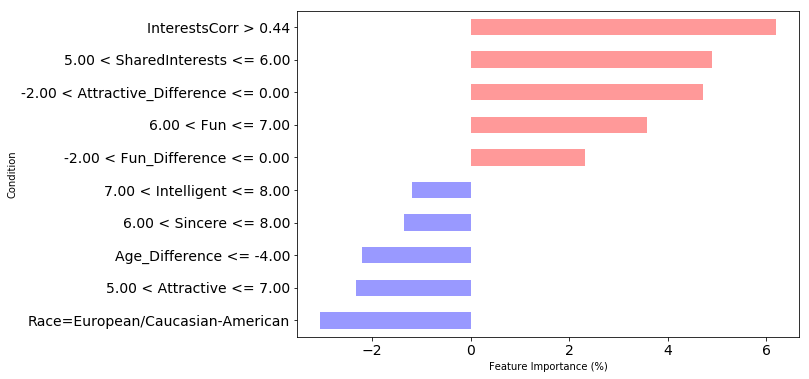 InterestsCorr > 0.44
5.00 < SharedInterests <= 6.00
-2.00 < Attractive_Difference <= 0.00
6.00 < Fun <= 7.00
-2.00 < Fun_Difference <= 0.00
7.00 < Intelligent <= 8.00
6.00 < Sincere <= 8.00
Age_Difference <= -4.00
5.00 < Attractive <= 7.00
Race=European/Caucasian-American
Condition
−2 0 2 4 6
Feature Importance (%)